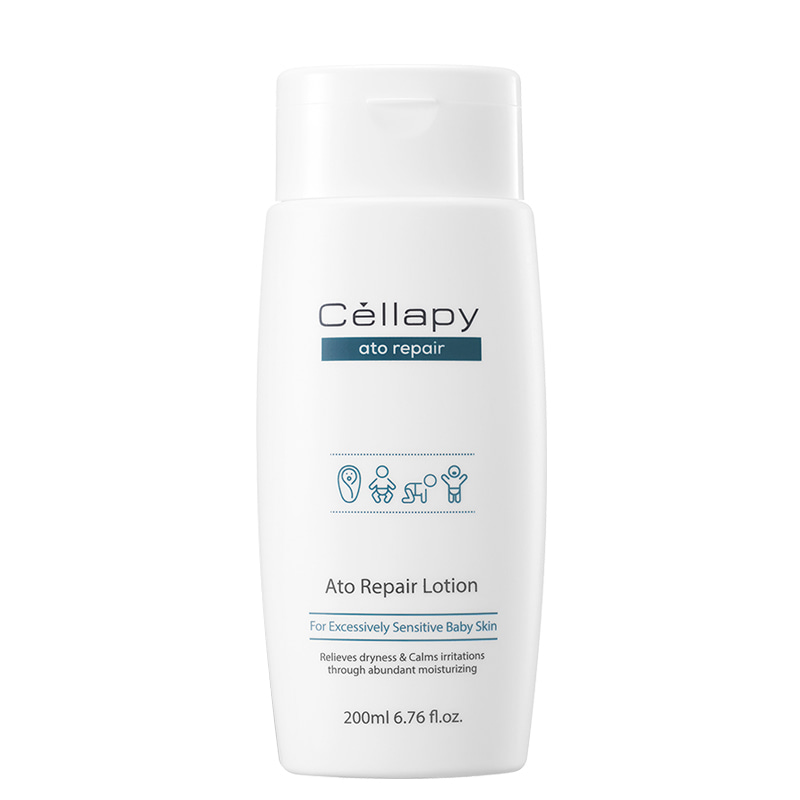 Cellapy
ato repair
Ato Repair Lotion
For Excessively Sensitive Baby Skin
Relieves dryness & Calms irritations
through abundant moisturizing
200ml 6.76 fl.oz.